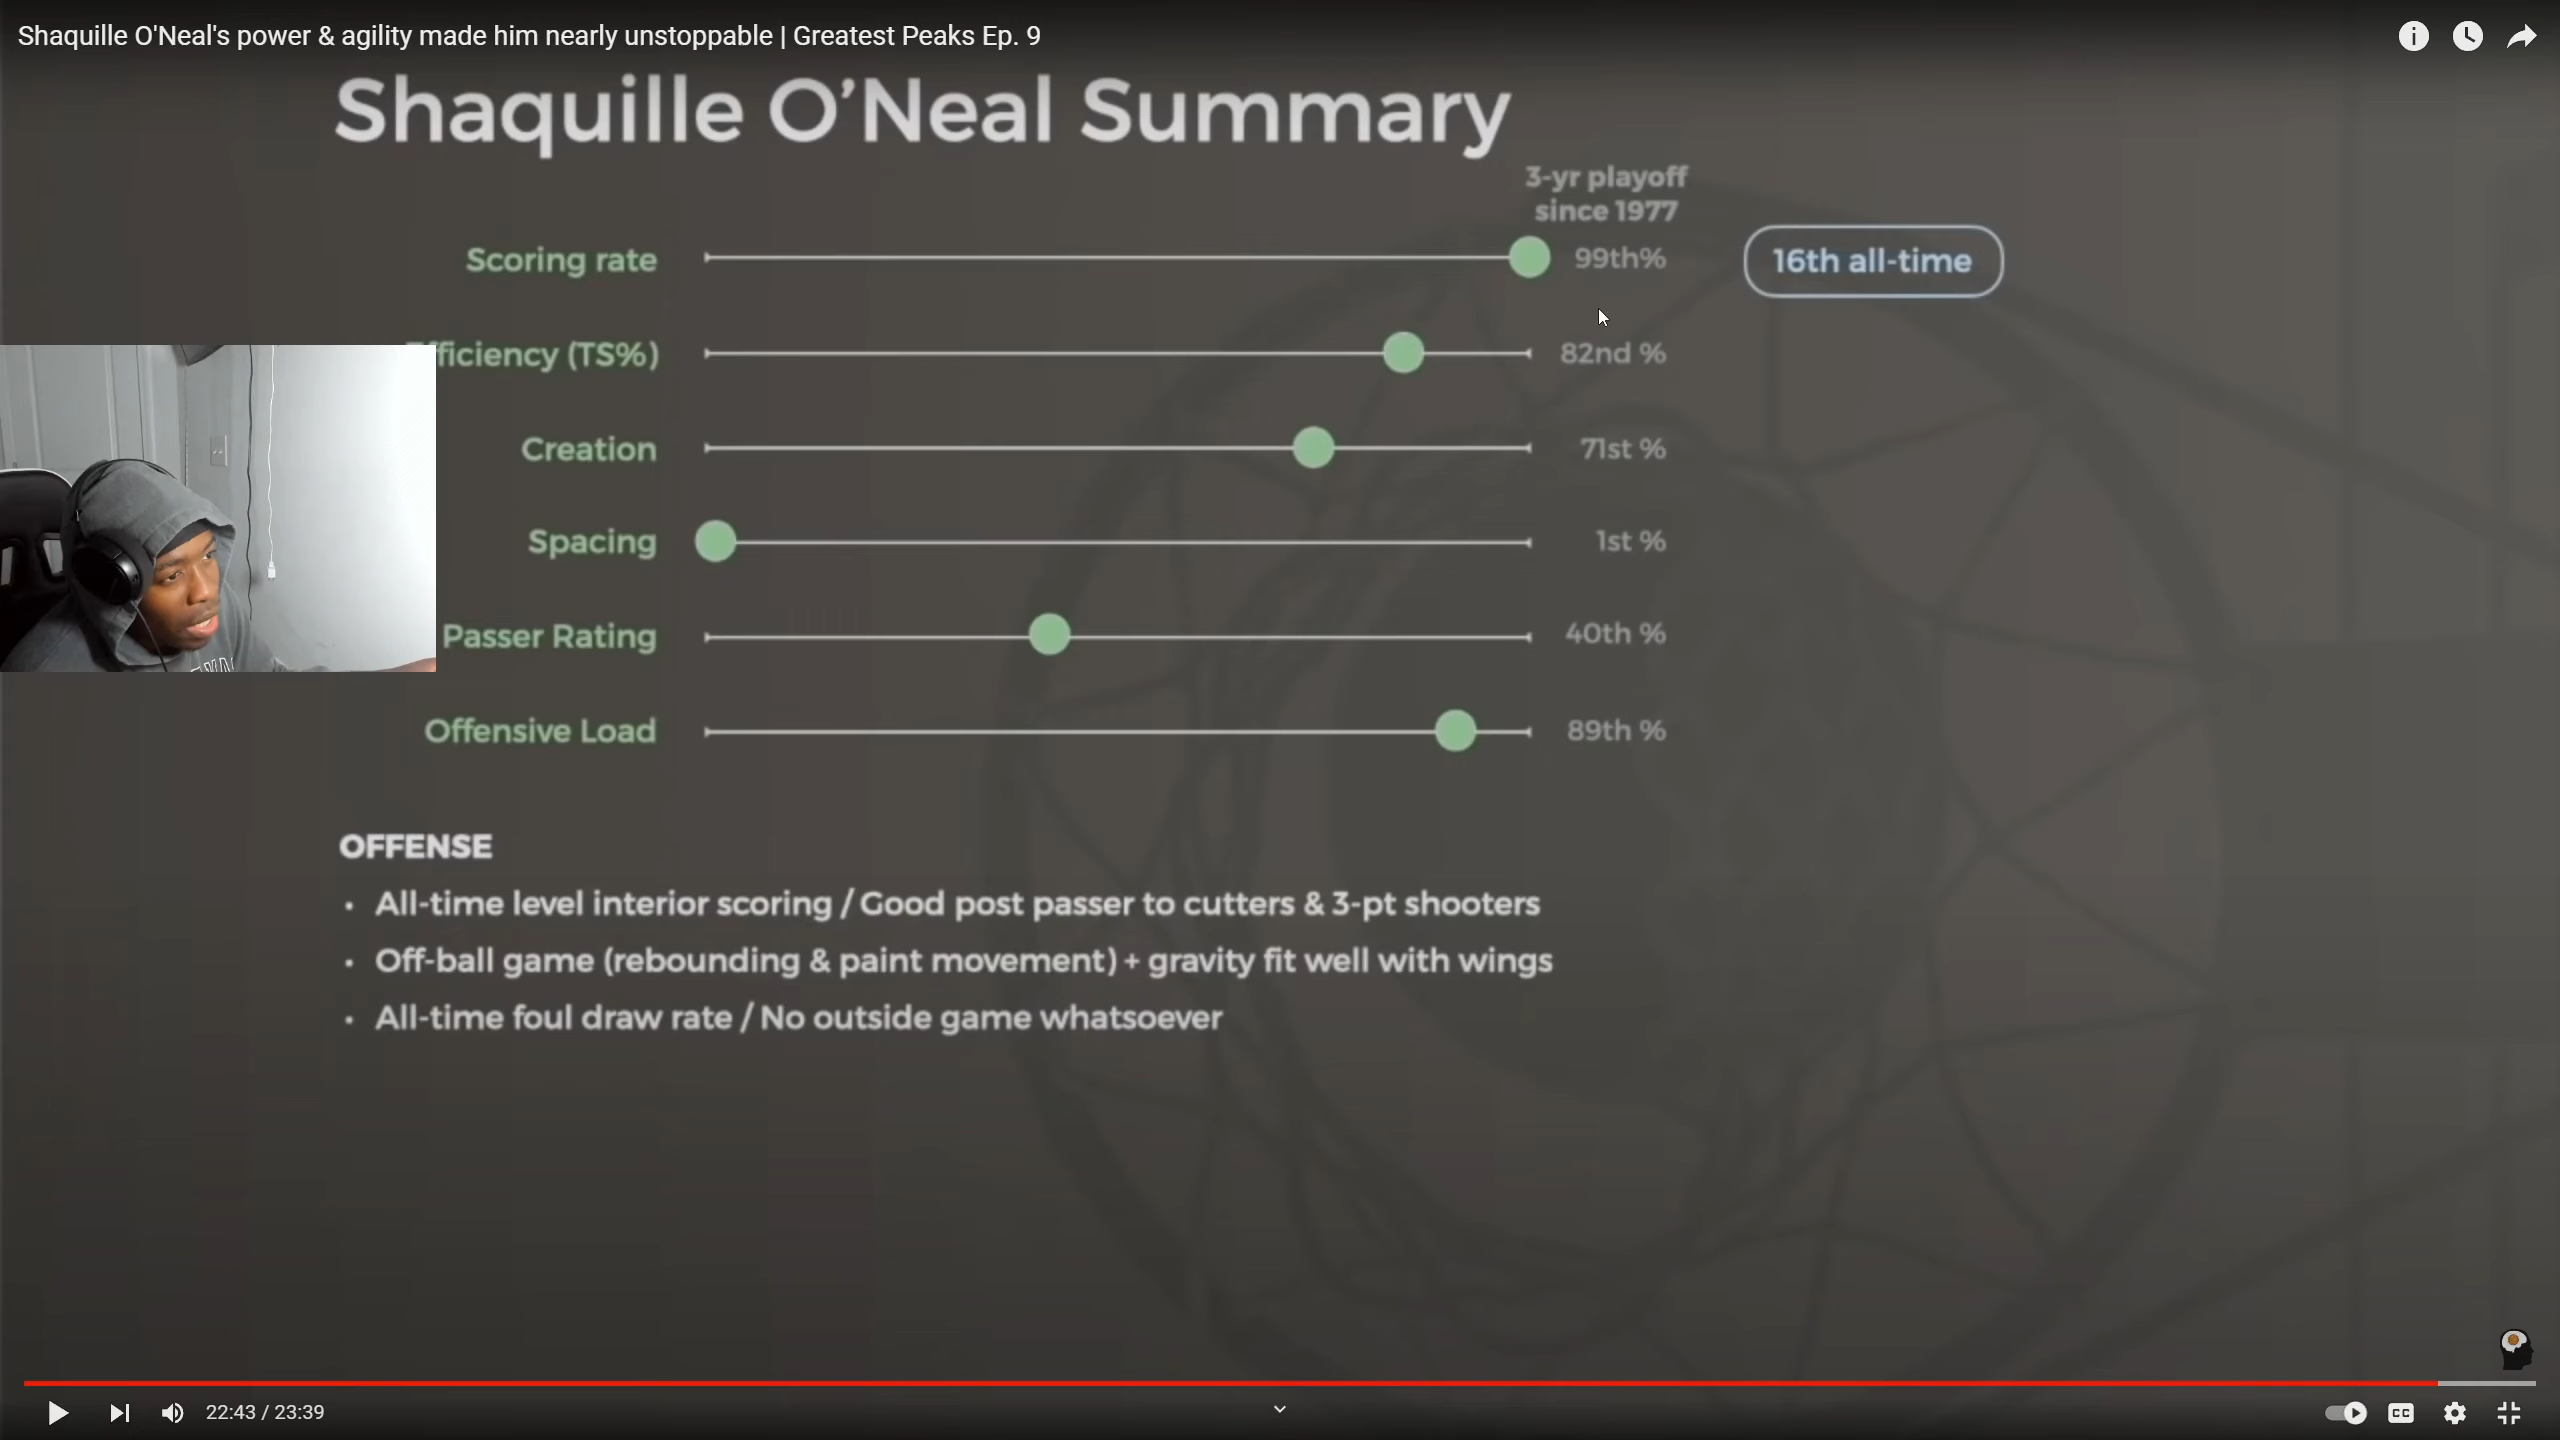 Shaquille O'Neal's power & agility made him nearly unstoppable | Greatest Peaks Ep. 9
Shaquille O'Neal Summary
3-yr playoff
since 1977
Scoring rate 99th% 16th all-time
fficiency (TS%) 82nd %
Creation 71st %
Spacing 1st %
Passer Rating 40th %
Offensive Load 89th %
OFFENSE
• All-time level interior scoring / Good post passer to cutters & 3-pt shooters
• Off-ball game (rebounding & paint movement) + gravity fit well with wings
• All-time foul draw rate / No outside game whatsoever
22:43 / 23:39
CC